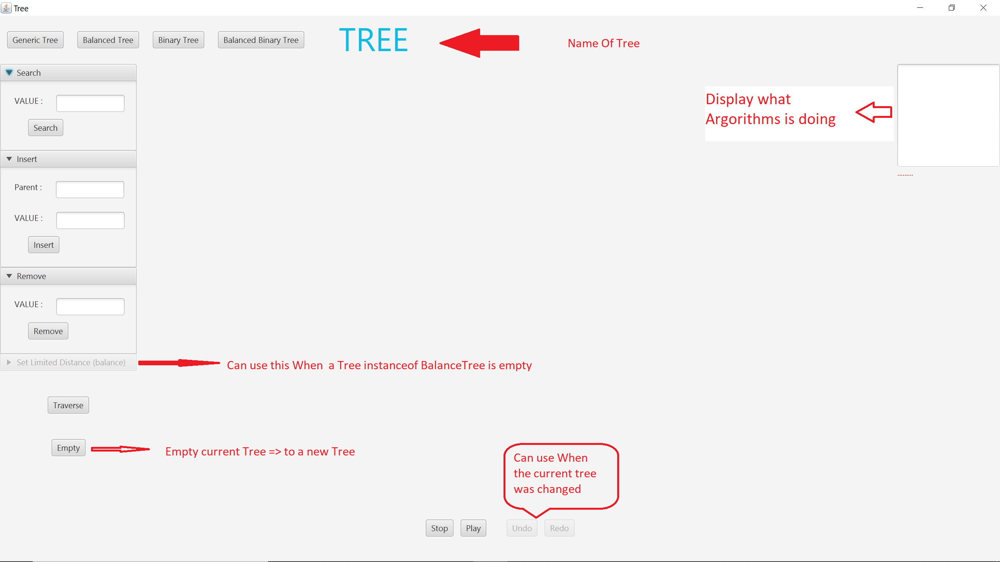 Tree
Generic Tree
Balanced Tree
Binary Tree
Balanced Binary Tree
TREE
Name Of Tree
Search
VALUE :
Search
Insert
Parent :
VALUE :
Insert
Remove
VALUE :
Remove
Set Limited Distance (balance)
Can use this When  a Tree instanceof BalanceTree is empty
Traverse
Empty
Empty current Tree => to a new Tree
Display what
Argorithms is doing
.........
Can use When
the current tree
was changed
Stop
Play
Undo
Redo